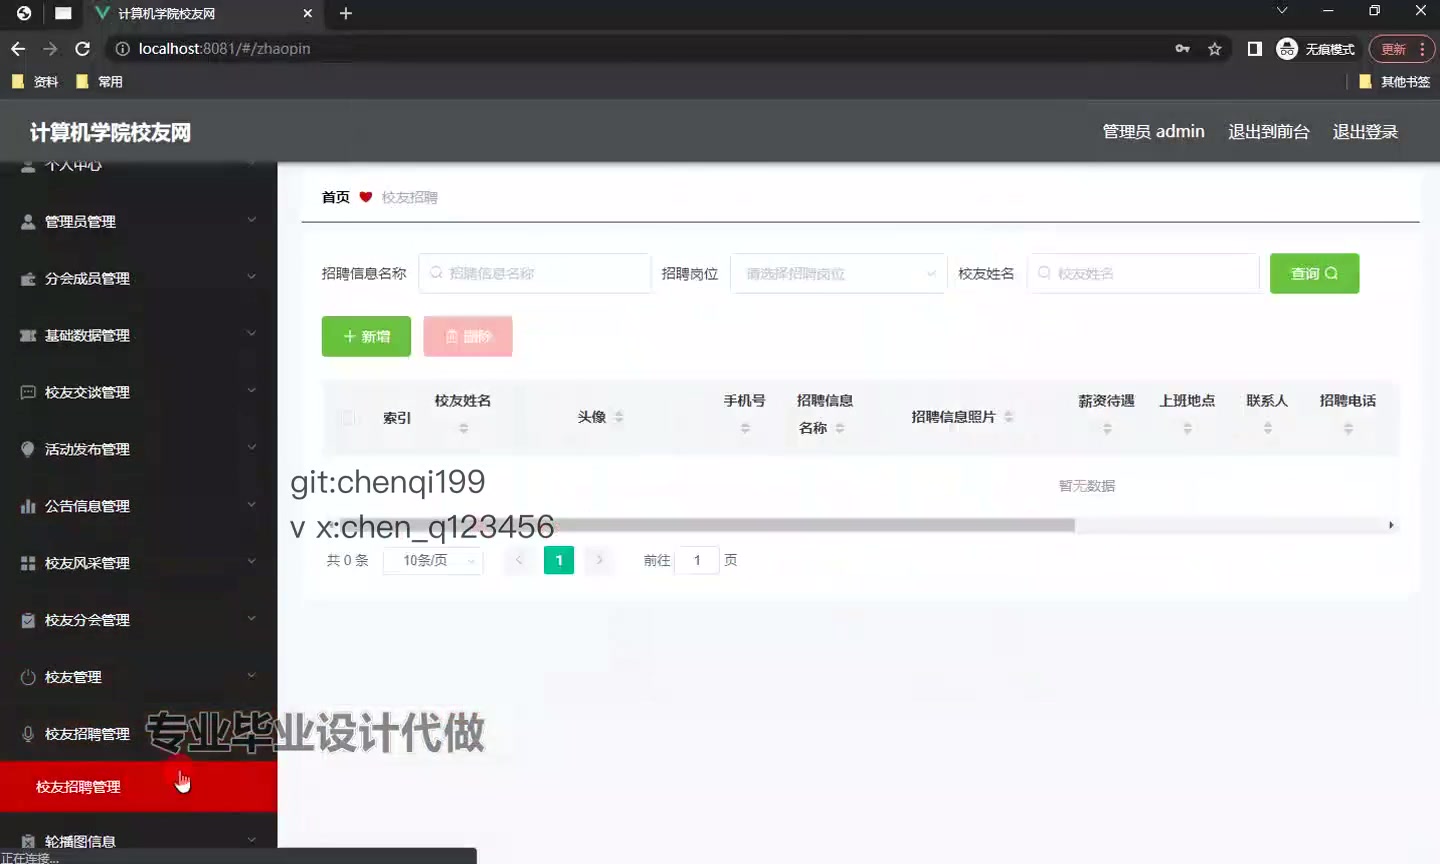 计算机学院校友网
localhost:8081/#/zhaopin
无痕模式
更新
资料
常用
其他书签
计算机学院校友网
管理员 admin
退出到前台
退出登录
个人中心
管理员管理
分会成员管理
基础数据管理
校友交谈管理
活动发布管理
公告信息管理
校友风采管理
校友分会管理
校友管理
校友招聘管理
校友招聘管理
轮播图信息
正在连接...
首页
校友招聘
招聘信息名称
招聘信息名称
招聘岗位
请选择招聘岗位
校友姓名
校友姓名
查询
新增
删除
索引
校友姓名
头像
手机号
招聘信息
名称
招聘信息照片
薪资待遇
上班地点
联系人
招聘电话
暂无数据
git:chenqi199
v x:chen_q123456
共 0 条
10条/页
1
前往
1
页
专业毕业设计代做